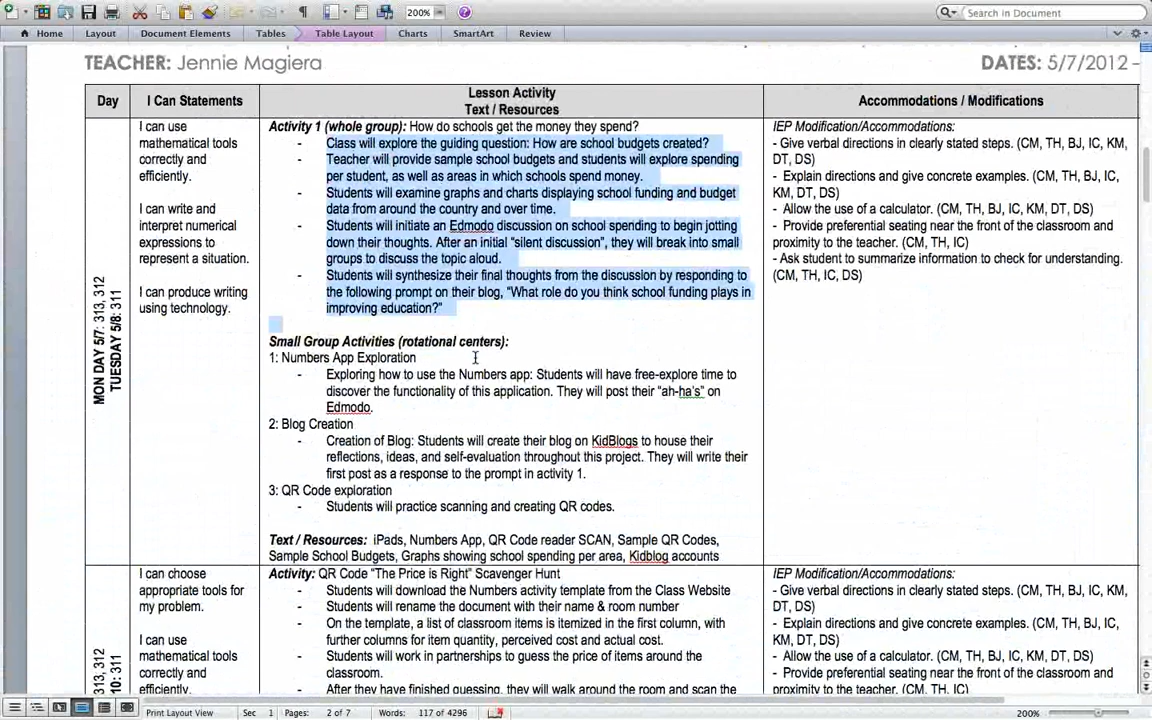 200%
Search in Document
Home
Layout
Document Elements
Tables
Table Layout
Charts
SmartArt
Review
TEACHER: Jennie Magiera
DATES: 5/7/2012 -
Day
I Can Statements
Lesson Activity
Text / Resources
Accommodations / Modifications
MON DAY 5/7: 313, 312
TUESDAY 5/8: 311
I can use
mathematical tools
correctly and
efficiently.
I can write and
interpret numerical
expressions to
represent a situation.
I can produce writing
using technology.
Activity 1 (whole group): How do schools get the money they spend?
- Class will explore the guiding question: How are school budgets created?
- Teacher will provide sample school budgets and students will explore spending
per student, as well as areas in which schools spend money.
- Students will examine graphs and charts displaying school funding and budget
data from around the country and over time.
- Students will initiate an Edmodo discussion on school spending to begin jotting
down their thoughts. After an initial "silent discussion", they will break into small
groups to discuss the topic aloud.
- Students will synthesize their final thoughts from the discussion by responding to
the following prompt on their blog, "What role do you think school funding plays in
improving education?"
Small Group Activities (rotational centers):
1: Numbers App Exploration
- Exploring how to use the Numbers app: Students will have free-explore time to
discover the functionality of this application. They will post their "ah-ha's" on
Edmodo.
2: Blog Creation
- Creation of Blog: Students will create their blog on KidBlogs to house their
reflections, ideas, and self-evaluation throughout this project. They will write their
first post as a response to the prompt in activity 1.
3: QR Code exploration
- Students will practice scanning and creating QR codes.
Text / Resources: iPads, Numbers App, QR Code reader SCAN, Sample QR Codes,
Sample School Budgets, Graphs showing school spending per area, Kidblog accounts
IEP Modification/Accommodations:
- Give verbal directions in clearly stated steps. (CM, TH, BJ, IC, KM,
DT, DS)
- Explain directions and give concrete examples. (CM, TH, BJ, IC,
KM, DT, DS)
- Allow the use of a calculator. (CM, TH, BJ, IC, KM, DT, DS)
- Provide preferential seating near the front of the classroom and
proximity to the teacher. (CM, TH, IC)
- Ask student to summarize information to check for understanding.
(CM, TH, IC, DS)
313, 312
10: 311
I can choose
appropriate tools for
my problem.
I can use
mathematical tools
correctly and
efficiently.
Activity: QR Code "The Price is Right" Scavenger Hunt
- Students will download the Numbers activity template from the Class Website
- Students will rename the document with their name & room number
- On the template, a list of classroom items is itemized in the first column, with
further columns for item quantity, perceived cost and actual cost.
- Students will work in partnerships to guess the price of items around the
classroom.
- After they have finished guessing, they will walk around the room and scan the
IEP Modification/Accommodations:
- Give verbal directions in clearly stated steps. (CM, TH, BJ, IC, KM,
DT, DS)
- Explain directions and give concrete examples. (CM, TH, BJ, IC,
KM, DT, DS)
- Allow the use of a calculator. (CM, TH, BJ, IC, KM, DT, DS)
- Provide preferential seating near the front of the classroom and
proximity to the teacher. (CM, TH, IC)
Print Layout View
Sec 1
Pages: 2 of 7
Words: 117 of 4296
200%